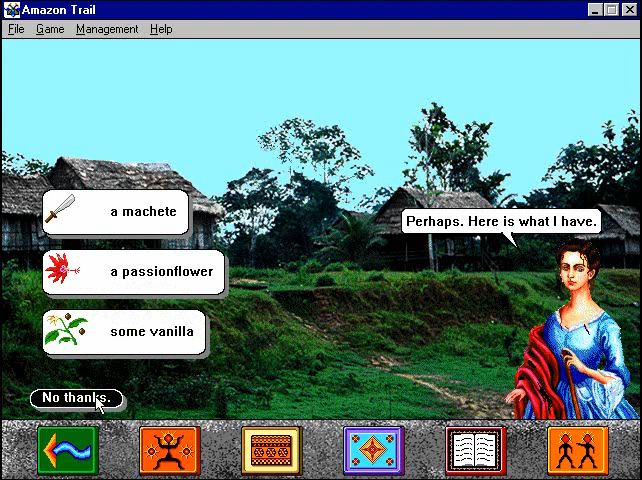 Amazon Trail
File Game Management Help
Perhaps. Here is what I have.
a machete
a passionflower
some vanilla
No thanks.